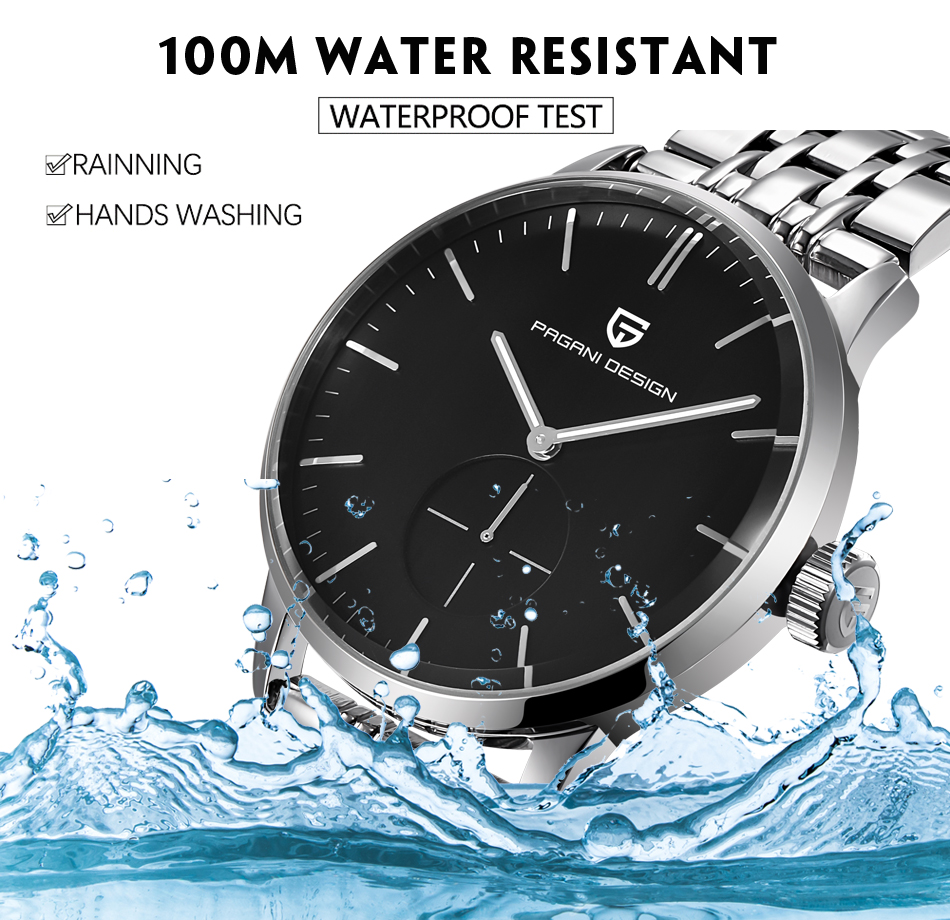 100M WATER RESISTANT
WATERPROOF TEST
RAINNING
HANDS WASHING
PAGANI DESIGN